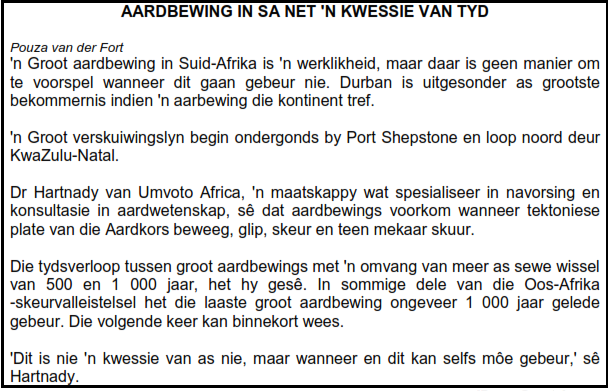 AARDBEWING IN SA NET 'N KWESSIE VAN TYD
Pouza van der Fort
'n Groot aardbewing in Suid-Afrika is 'n werklikheid, maar daar is geen manier om
te voorspel wanneer dit gaan gebeur nie. Durban is uitgesonder as grootste
bekommernis indien 'n aarbewing die kontinent tref.
'n Groot verskuiwingslyn begin ondergonds by Port Shepstone en loop noord deur
KwaZulu-Natal.
Dr Hartnady van Umvoto Africa, 'n maatskappy wat spesialiseer in navorsing en
konsultasie in aardwetenskap, sê dat aardbewings voorkom wanneer tektoniese
plate van die Aardkors beweeg, glip, skeur en teen mekaar skuur.
Die tydsverloop tussen groot aardbewings met 'n omvang van meer as sewe wissel
van 500 en 1 000 jaar, het hy gesê. In sommige dele van die Oos-Afrika
-skeurvalleistelsel het die laaste groot aardbewing ongeveer 1 000 jaar gelede
gebeur. Die volgende keer kan binnekort wees.
'Dit is nie 'n kwessie van as nie, maar wanneer en dit kan selfs môe gebeur,' sê
Hartnady.